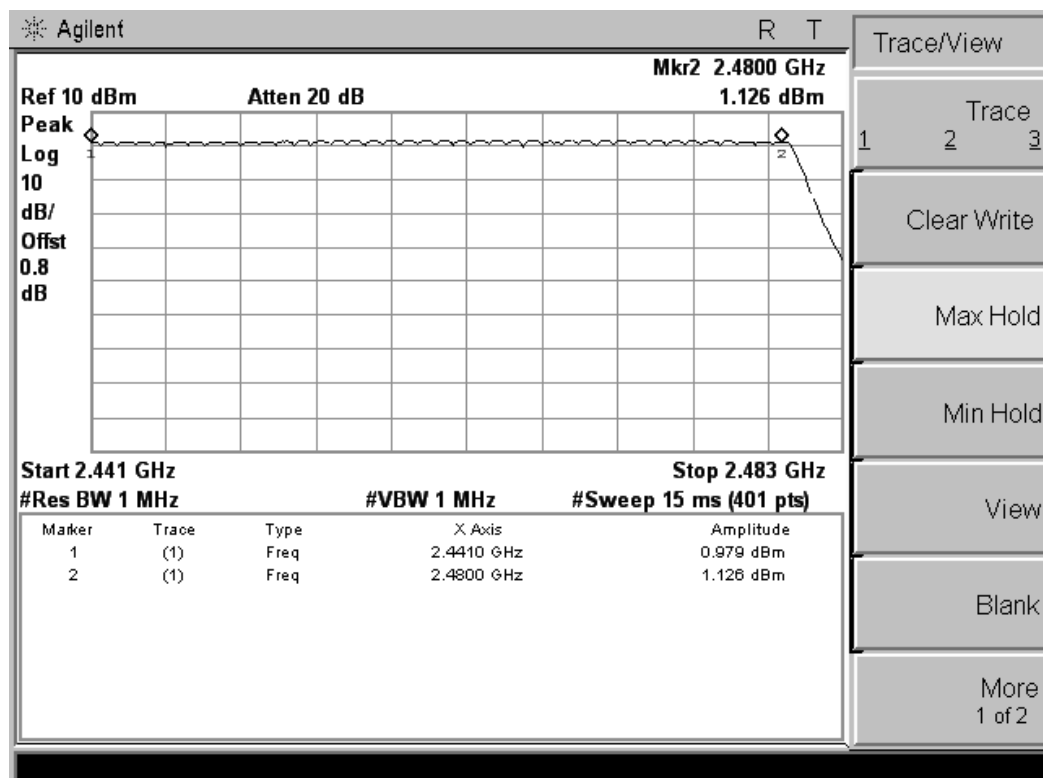 Agilent R T
Mkr2 2.4800 GHz
Ref 10 dBm Atten 20 dB 1.126 dBm
Peak
Log
10
dB/
Offst
0.8
dB
1
2
Start 2.441 GHz Stop 2.483 GHz
#Res BW 1 MHz #VBW 1 MHz #Sweep 15 ms (401 pts)
Marker Trace Type X Axis Amplitude
1 (1) Freq 2.4410 GHz 0.979 dBm
2 (1) Freq 2.4800 GHz 1.126 dBm
Trace/View
Trace
1 2 3
Clear Write
Max Hold
Min Hold
View
Blank
More
1 of 2